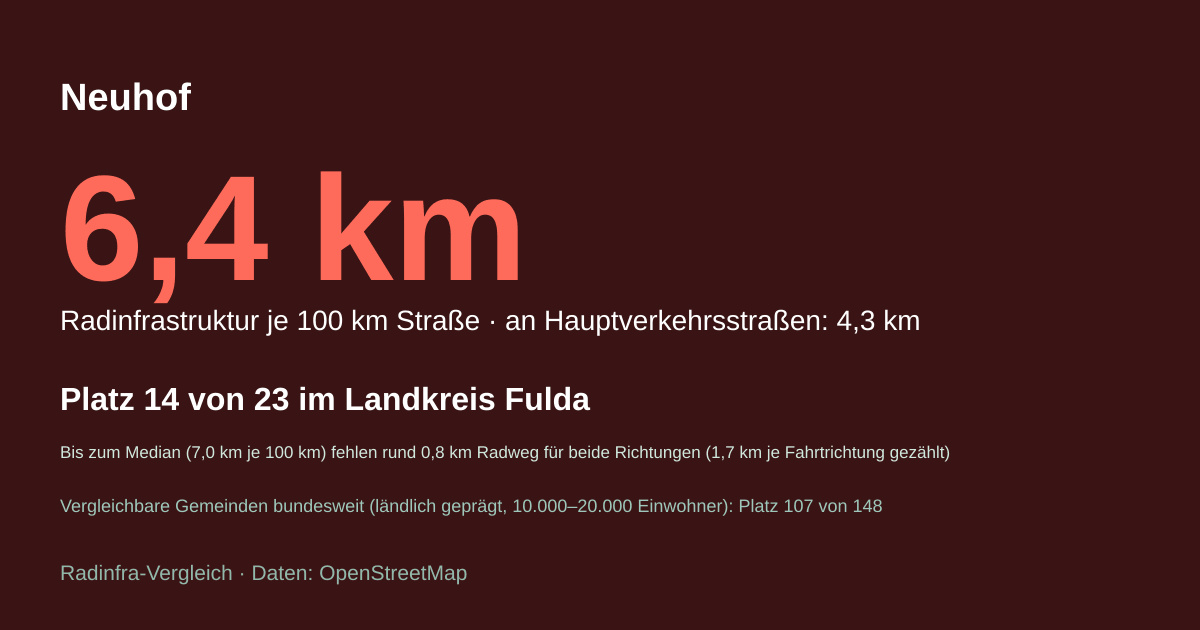 Neuhof
6,4 km
Radinfrastruktur je 100 km Straße · an Hauptverkehrsstraßen: 4,3 km
Platz 14 von 23 im Landkreis Fulda
Bis zum Median (7,0 km je 100 km) fehlen rund 0,8 km Radweg für beide Richtungen (1,7 km je Fahrtrichtung gezählt)
Vergleichbare Gemeinden bundesweit (ländlich geprägt, 10.000–20.000 Einwohner): Platz 107 von 148
Radinfra-Vergleich · Daten: OpenStreetMap